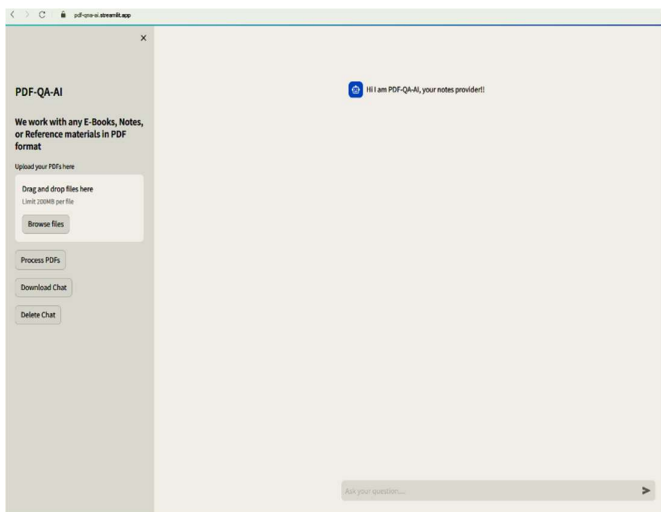 pdf-qna-ai.streamlit.app
PDF-QA-AI
We work with any E-Books, Notes,
or Reference materials in PDF
format
Upload your PDFs here
Drag and drop files here
Limit 200MB per file
Browse files
Process PDFs
Download Chat
Delete Chat
Hi I am PDF-QA-AI, your notes provider!!
Ask your question.....